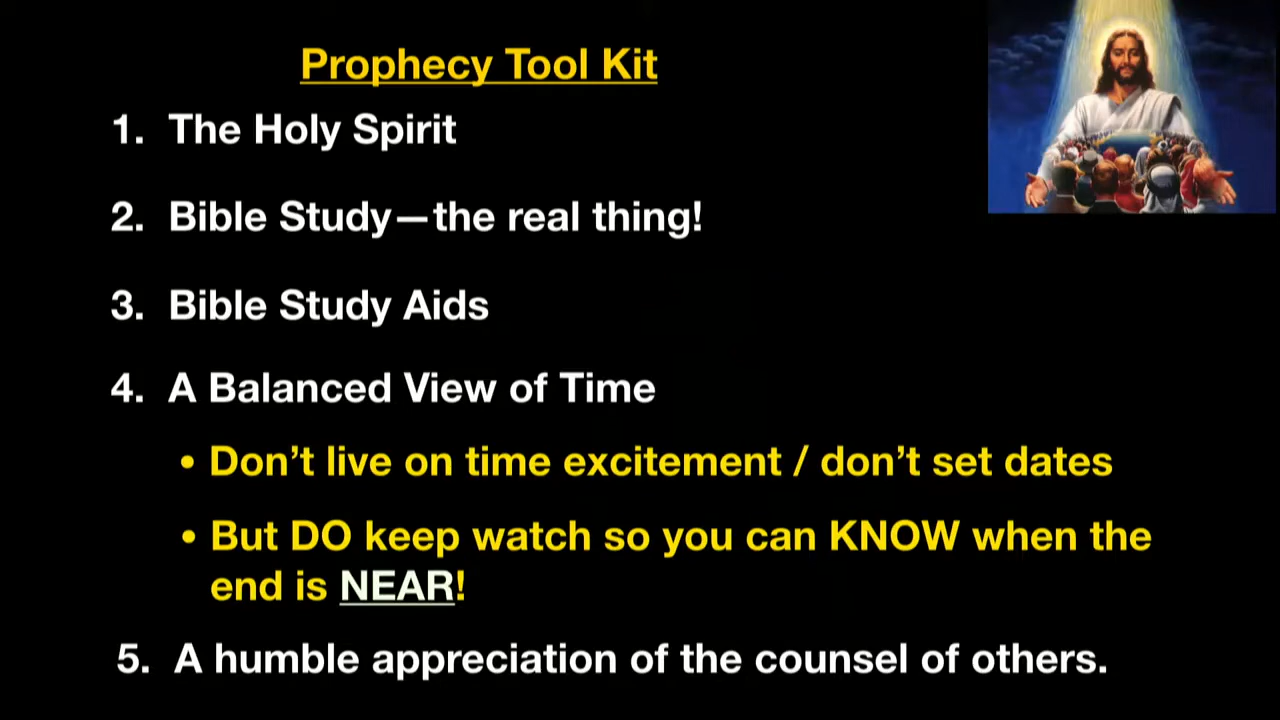 Prophecy Tool Kit
1. The Holy Spirit
2. Bible Study—the real thing!
3. Bible Study Aids
4. A Balanced View of Time
• Don’t live on time excitement / don’t set dates
• But DO keep watch so you can KNOW when the
end is NEAR!
5. A humble appreciation of the counsel of others.